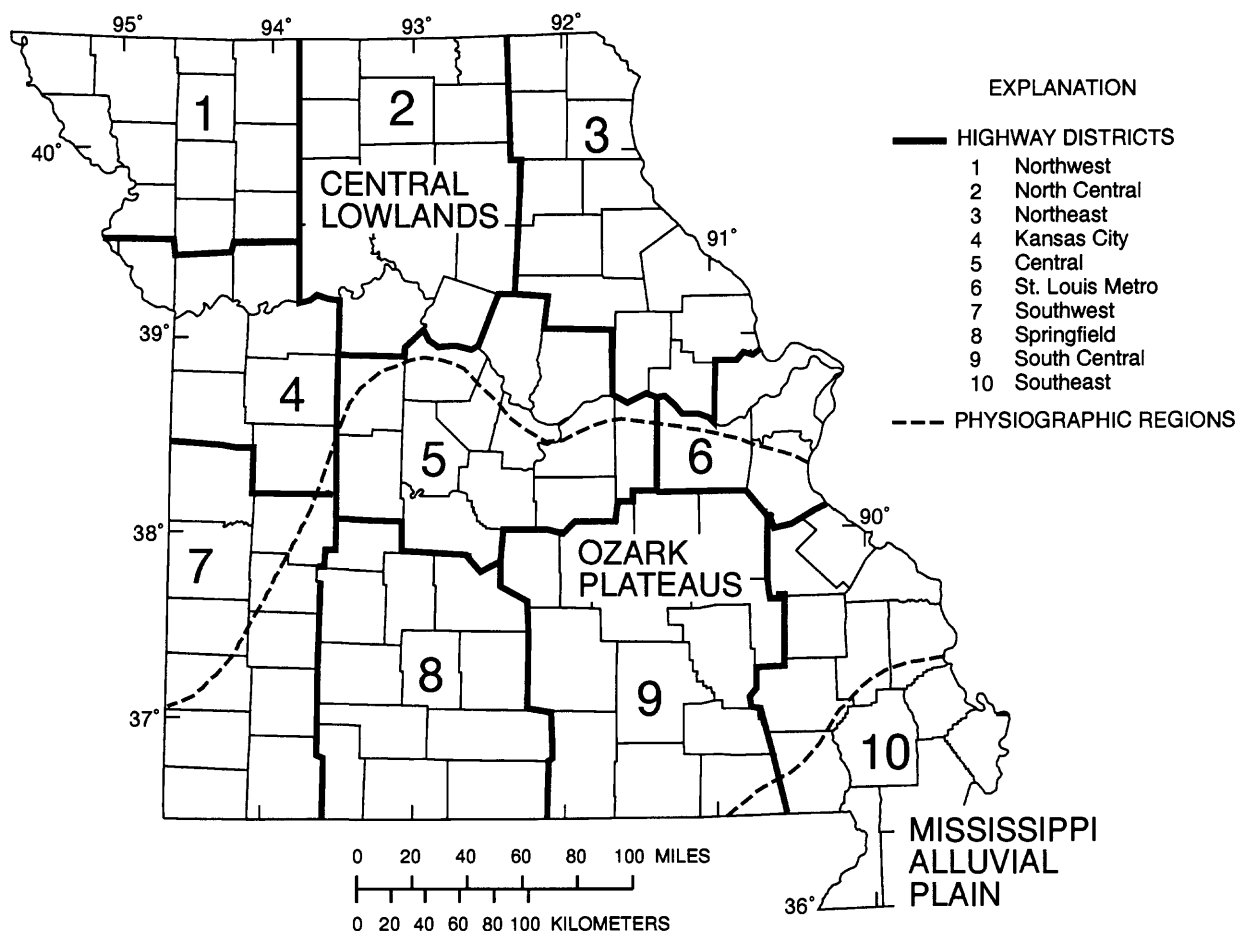 95° 94° 93° 92°
EXPLANATION
1 2
3
HIGHWAY DISTRICTS
40°
1 Northwest
CENTRAL
LOWLANDS
2 North Central
3 Northeast
91°
4 Kansas City
5 Central
6 St. Louis Metro
7 Southwest
39°
8 Springfield
9 South Central
10 Southeast
4
PHYSIOGRAPHIC REGIONS
5 6
38°
90°
7
OZARK
PLATEAUS
8
9
37°
10
MISSISSIPPI
ALLUVIAL
PLAIN
0 20 40 60 80 100 MILES
36°
0 20 40 60 80 100 KILOMETERS